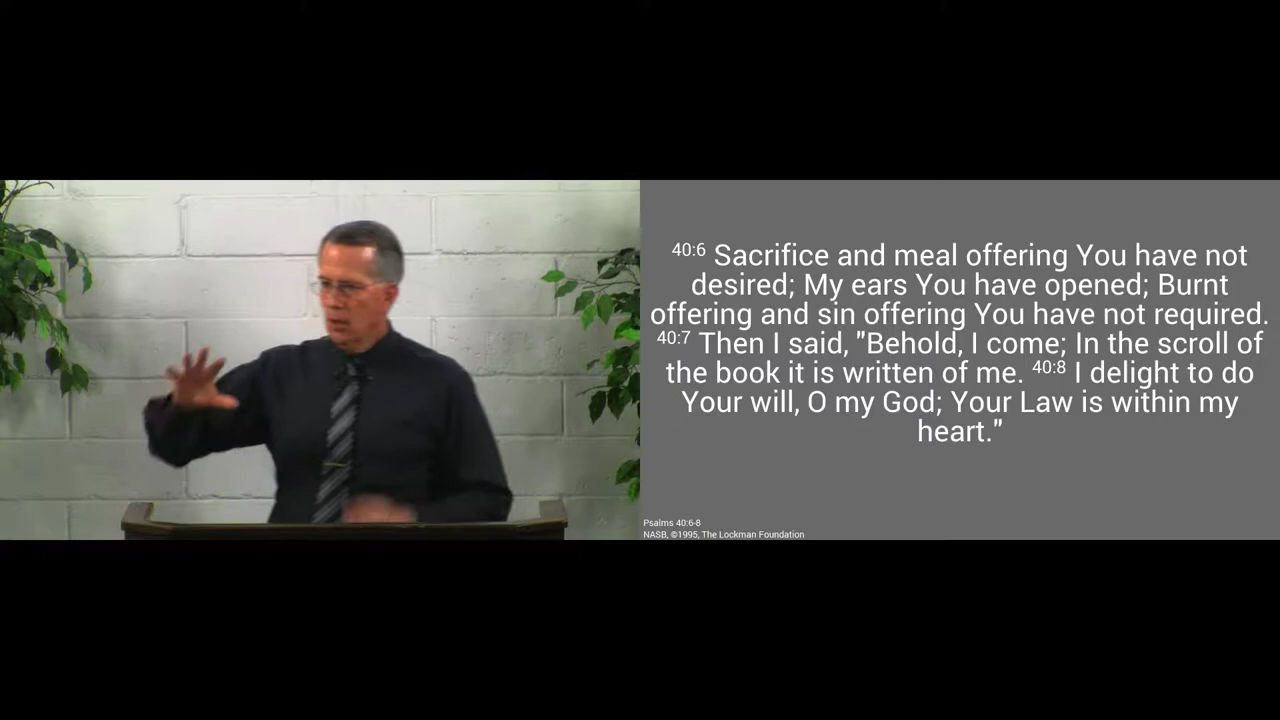 40:6 Sacrifice and meal offering You have not
desired; My ears You have opened; Burnt
offering and sin offering You have not required.
40:7 Then I said, "Behold, I come; In the scroll of
the book it is written of me. 40:8 I delight to do
Your will, O my God; Your Law is within my
heart."
Psalms 40:6-8
NASB, ©1995, The Lockman Foundation